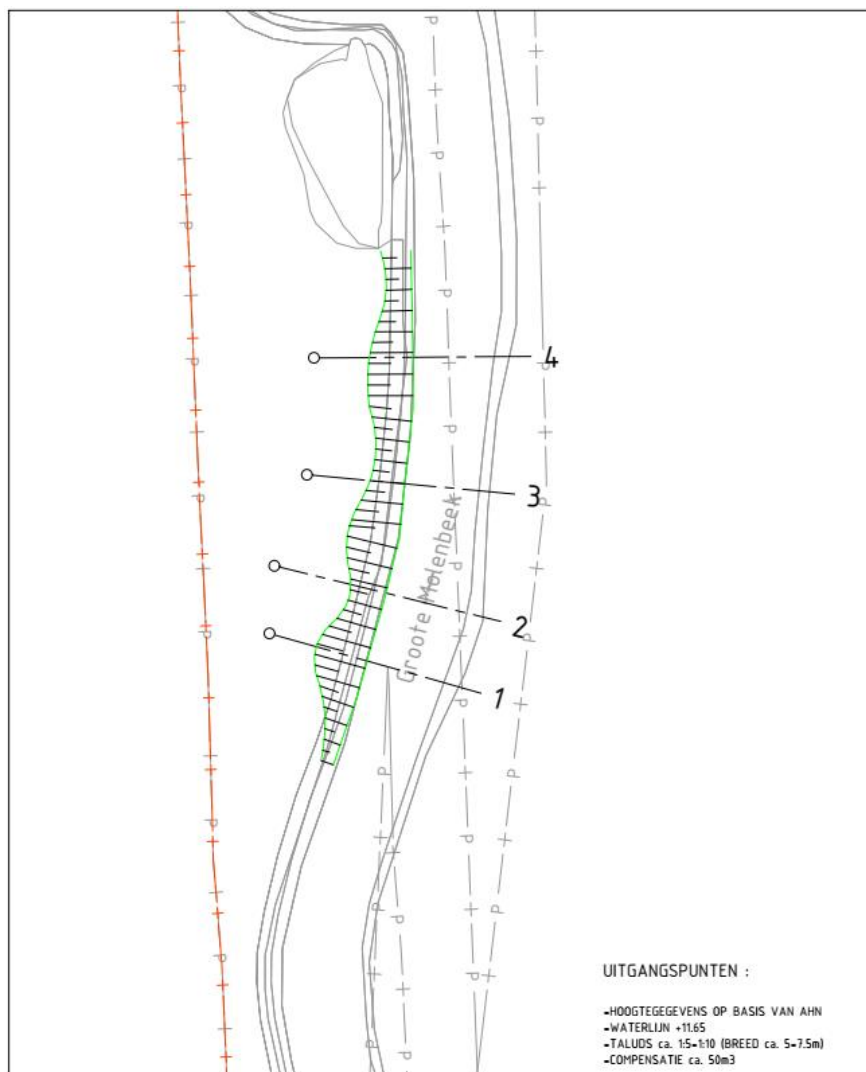 4
3
Groote Molenbeek
2
1
UITGANGSPUNTEN :
-HOOGTEGEGEVENS OP BASIS VAN AHN
-WATERLIJN +11.65
-TALUDS ca. 1:5-1:10 (BREED ca. 5-7.5m)
-COMPENSATIE ca. 50m3